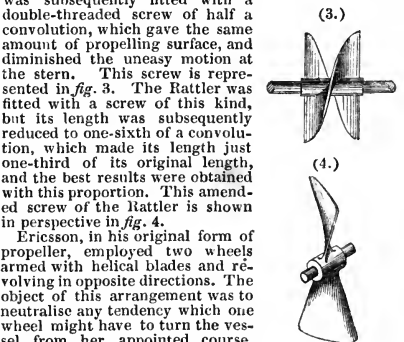 was subsequently fitted with a
double-threaded screw of half a
convolution, which gave the same
amount of propelling surface, and
diminished the uneasy motion at
the stern. This screw is repre-
sented in fig. 3. The Rattler was
fitted with a screw of this kind,
but its length was subsequently
reduced to one-sixth of a convolu-
tion, which made its length just
one-third of its original length,
and the best results were obtained
with this proportion. This amend-
ed screw of the Rattler is shown
in perspective in fig. 4.
Ericsson, in his original form of
propeller, employed two wheels
armed with helical blades and re-
volving in opposite directions. The
object of this arrangement was to
neutralise any tendency which one
wheel might have to turn the ves-
sel from her appointed course.
(3.)
(4.)